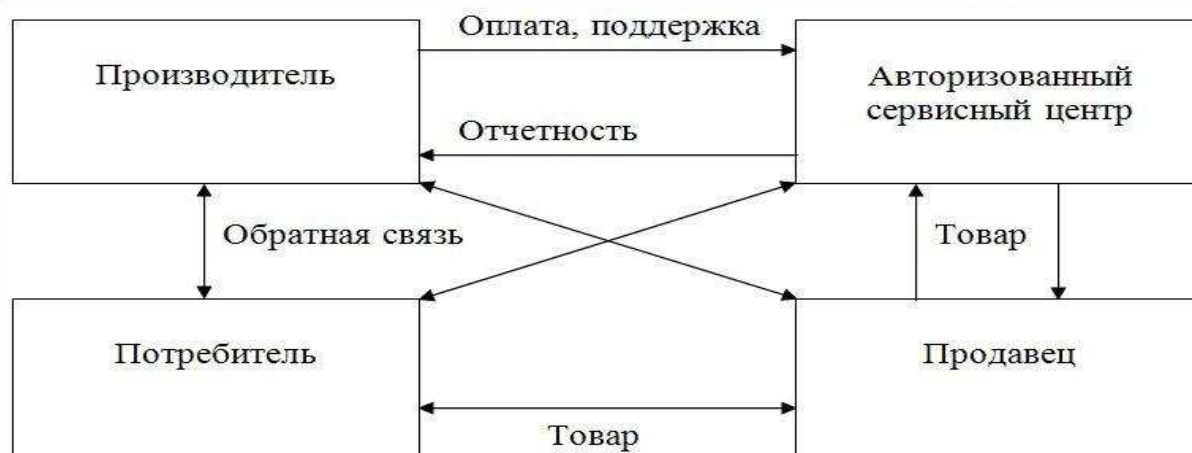 Оплата, поддержка
Производитель
Авторизованный
сервисный центр
Отчетность
Обратная связь
Товар
Потребитель
Продавец
Товар